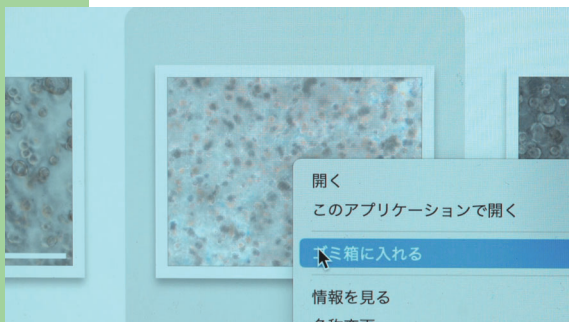 開く
このアプリケーションで開く
ゴミ箱に入れる
情報を見る